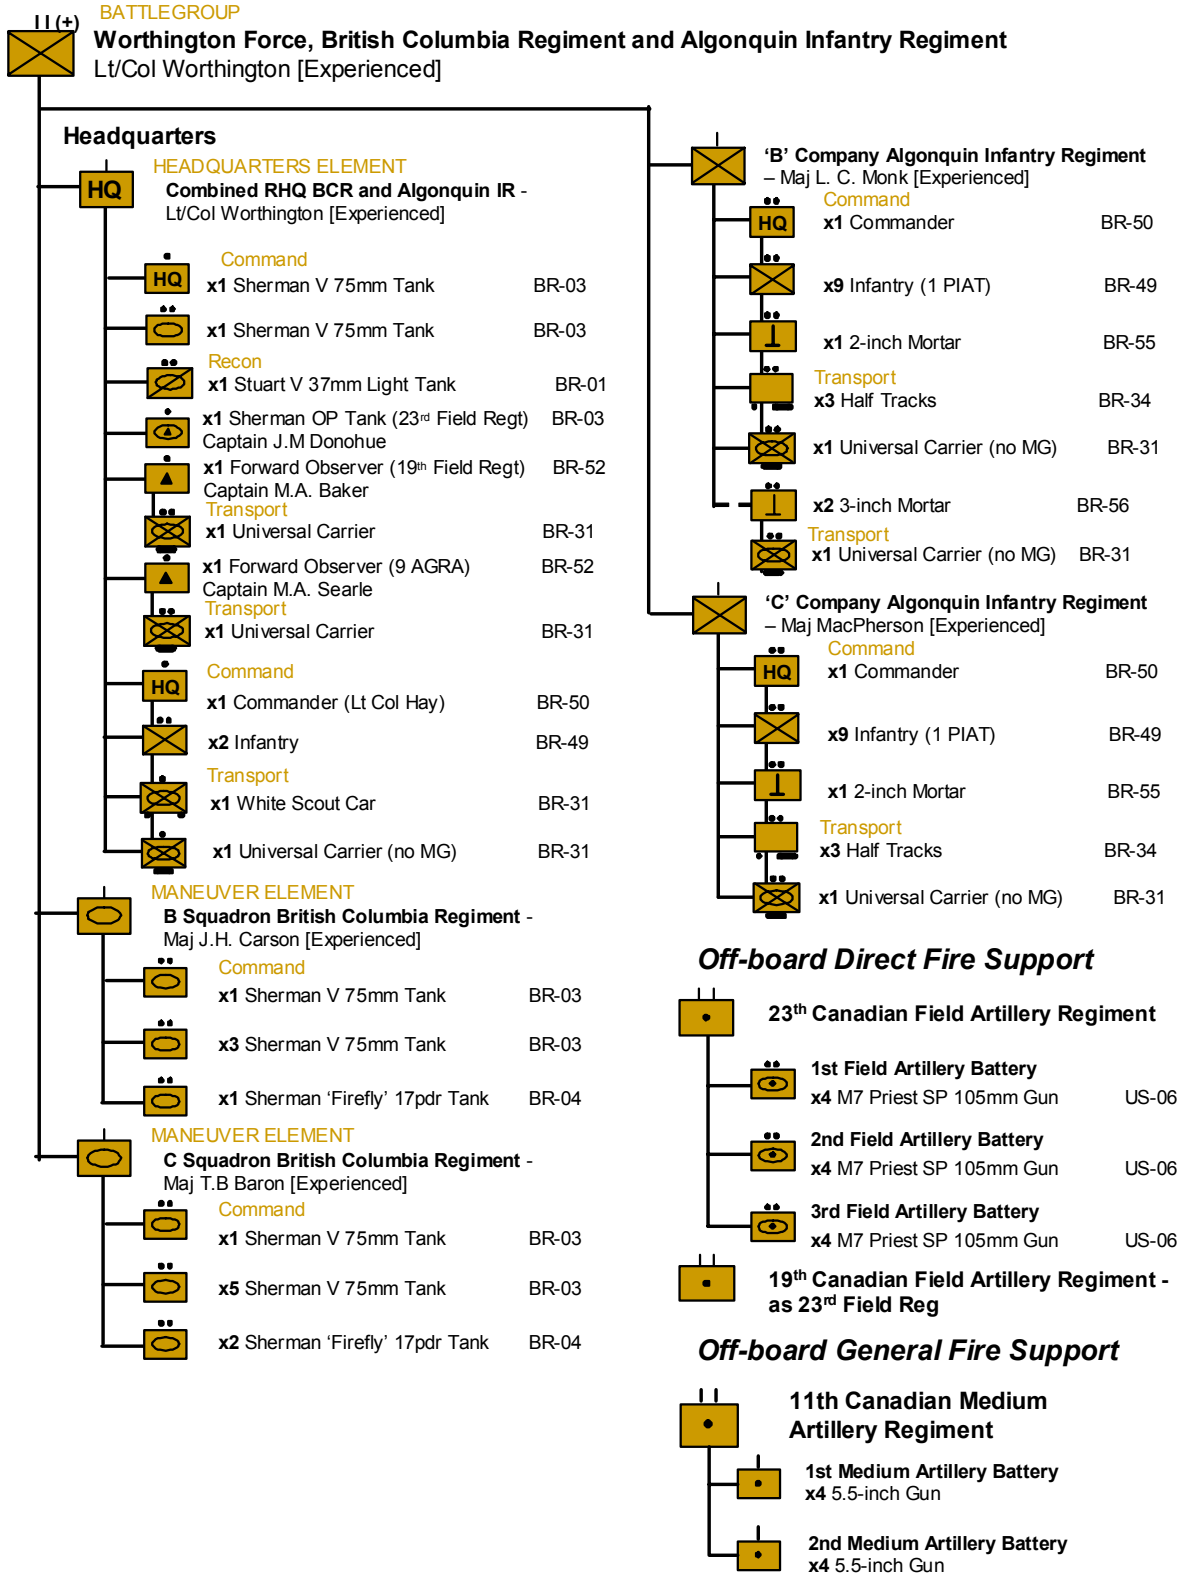 BATTLEGROUP
II(+)
Worthington Force, British Columbia Regiment and Algonquin Infantry Regiment
Lt/Col Worthington [Experienced]
Headquarters
HEADQUARTERS ELEMENT
HQ
Combined RHQ BCR and Algonquin IR -
Lt/Col Worthington [Experienced]
Command
HQ
x1 Sherman V 75mm Tank BR-03
x1 Sherman V 75mm Tank BR-03
Recon
x1 Stuart V 37mm Light Tank BR-01
x1 Sherman OP Tank (23rd Field Regt) BR-03
Captain J.M Donohue
x1 Forward Observer (19th Field Regt) BR-52
Captain M.A. Baker
Transport
x1 Universal Carrier BR-31
x1 Forward Observer (9 AGRA) BR-52
Captain M.A. Searle
Transport
x1 Universal Carrier BR-31
Command
HQ
x1 Commander (Lt Col Hay) BR-50
x2 Infantry BR-49
Transport
x1 White Scout Car BR-31
x1 Universal Carrier (no MG) BR-31
MANEUVER ELEMENT
B Squadron British Columbia Regiment -
Maj J.H. Carson [Experienced]
Command
x1 Sherman V 75mm Tank BR-03
x3 Sherman V 75mm Tank BR-03
x1 Sherman ‘Firefly’ 17pdr Tank BR-04
MANEUVER ELEMENT
C Squadron British Columbia Regiment -
Maj T.B Baron [Experienced]
Command
x1 Sherman V 75mm Tank BR-03
x5 Sherman V 75mm Tank BR-03
x2 Sherman ‘Firefly’ 17pdr Tank BR-04
‘B’ Company Algonquin Infantry Regiment
– Maj L. C. Monk [Experienced]
Command
HQ
x1 Commander BR-50
x9 Infantry (1 PIAT) BR-49
x1 2-inch Mortar BR-55
Transport
x3 Half Tracks BR-34
x1 Universal Carrier (no MG) BR-31
x2 3-inch Mortar BR-56
Transport
x1 Universal Carrier (no MG) BR-31
‘C’ Company Algonquin Infantry Regiment
– Maj MacPherson [Experienced]
Command
HQ
x1 Commander BR-50
x9 Infantry (1 PIAT) BR-49
x1 2-inch Mortar BR-55
Transport
x3 Half Tracks BR-34
x1 Universal Carrier (no MG) BR-31
Off-board Direct Fire Support
23th Canadian Field Artillery Regiment
1st Field Artillery Battery
x4 M7 Priest SP 105mm Gun US-06
2nd Field Artillery Battery
x4 M7 Priest SP 105mm Gun US-06
3rd Field Artillery Battery
x4 M7 Priest SP 105mm Gun US-06
19th Canadian Field Artillery Regiment -
as 23rd Field Reg
Off-board General Fire Support
11th Canadian Medium
Artillery Regiment
1st Medium Artillery Battery
x4 5.5-inch Gun
2nd Medium Artillery Battery
x4 5.5-inch Gun